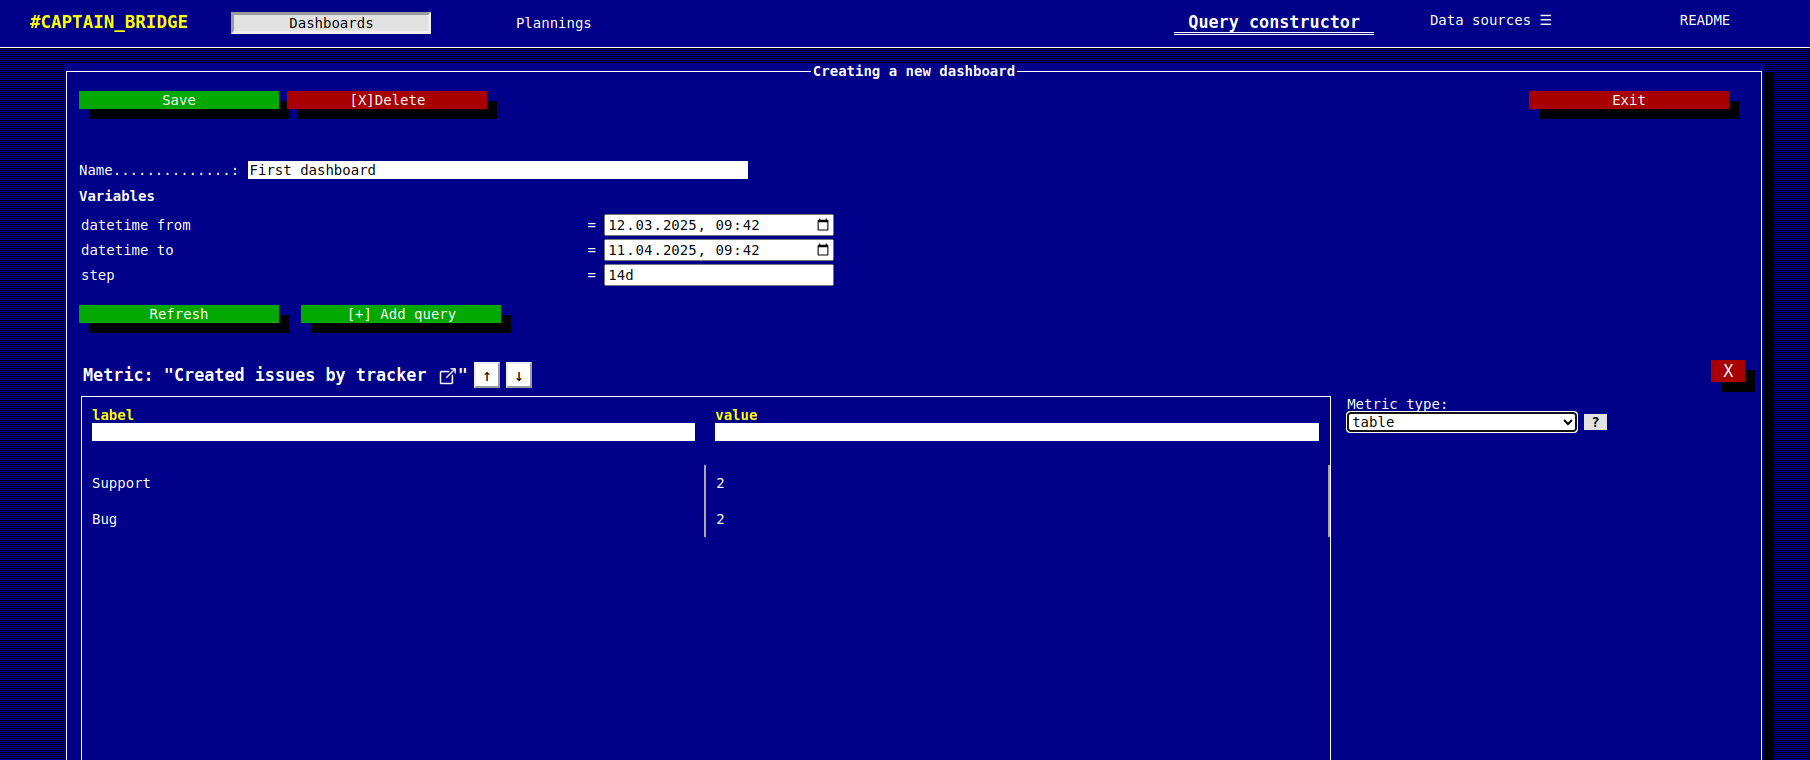 #CAPTAIN_BRIDGE Dashboards Plannings Query constructor Data sources ☰ README
Creating a new dashboard
Save [X]Delete Exit
Name..............: First dashboard
Variables
datetime from = 12.03.2025, 09:42
datetime to = 11.04.2025, 09:42
step = 14d
Refresh [+] Add query
Metric: "Created issues by tracker " ↑ ↓ X
label value Metric type:
table ?
Support 2
Bug 2